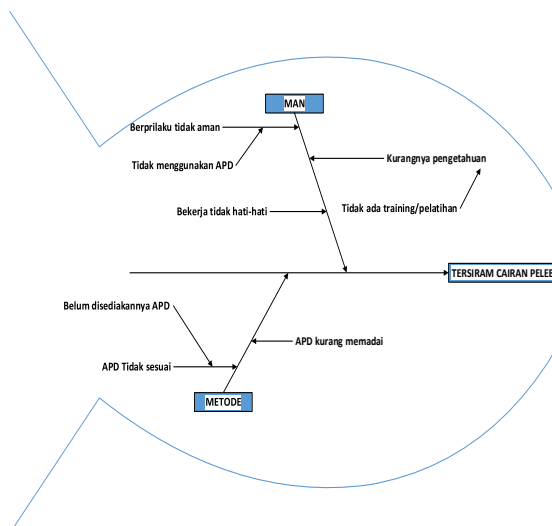 MAN
Berprilaku tidak aman
Tidak menggunakan APD
Kurangnya pengetahuan
Bekerja tidak hati-hati
Tidak ada training/pelatihan
TERSIRAM CAIRAN
Belum disediakannya APD
APD kurang memadai
APD Tidak sesuai
METODE